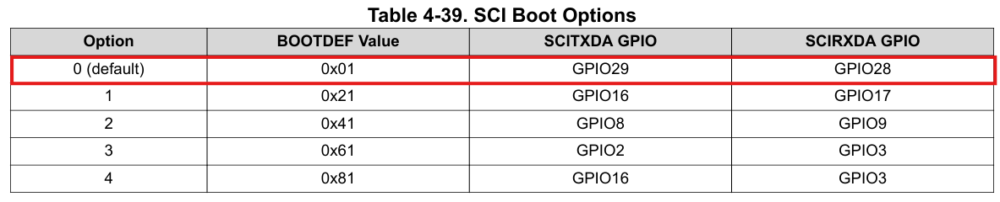 Table 4-39. SCI Boot Options
Option BOOTDEF Value SCITXDA GPIO SCIRXDA GPIO
0 (default) 0x01 GPIO29 GPIO28
1 0x21 GPIO16 GPIO17
2 0x41 GPIO8 GPIO9
3 0x61 GPIO2 GPIO3
4 0x81 GPIO16 GPIO3